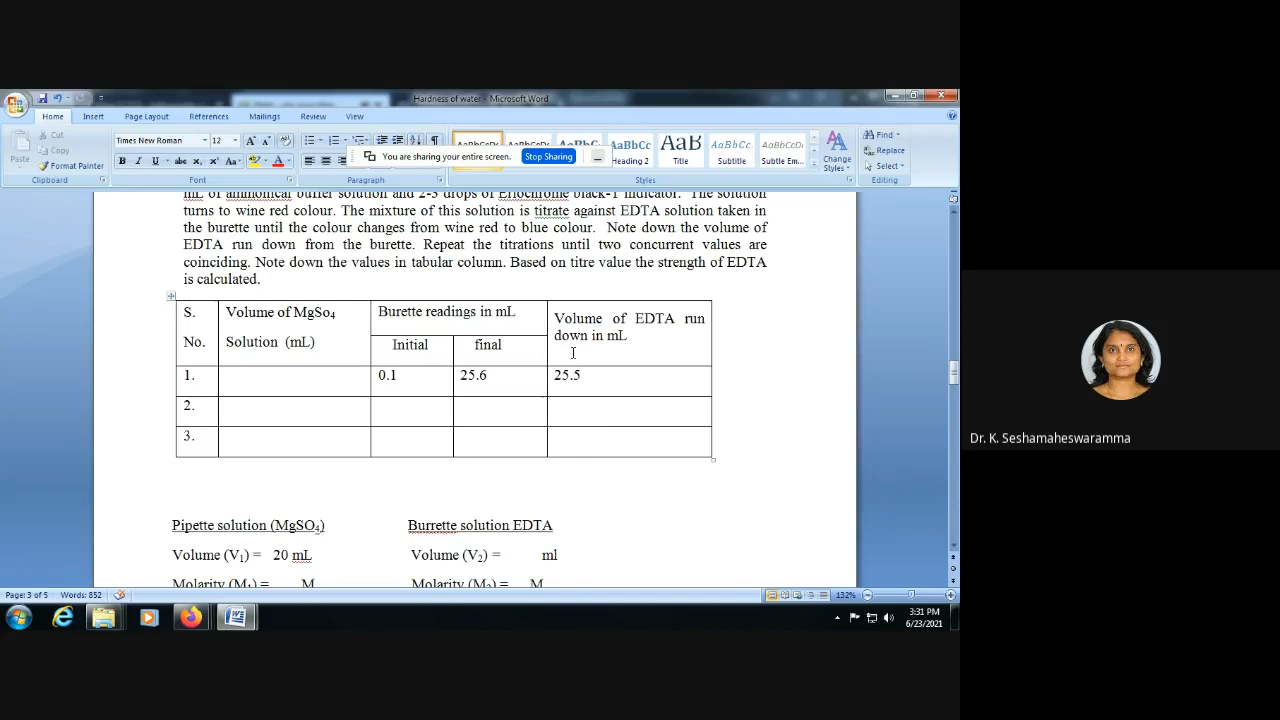 Hardness of water - Microsoft Word
Home Insert Page Layout References Mailings Review View
Cut
Copy
Format Painter
Paste
Clipboard
Times New Roman 12
Font
Paragraph
You are sharing your entire screen. Stop Sharing
AaBbCcDc AaBbCc AaB AaBbCc. AaBbCcDc
Heading 2 Title Subtitle Subtle Em...
Styles
Change
Styles
Find
Replace
Select
Editing
mL of ammonical buffer solution and 2-3 drops of Eriochrome black-T indicator. The solution
turns to wine red colour. The mixture of this solution is titrate against EDTA solution taken in
the burette until the colour changes from wine red to blue colour. Note down the volume of
EDTA run down from the burette. Repeat the titrations until two concurrent values are
coinciding. Note down the values in tabular column. Based on titre value the strength of EDTA
is calculated.
S. No. Volume of MgSo4 Solution (mL) Burette readings in mL Volume of EDTA run down in mL
Initial final
1. 0.1 25.6 25.5
2.
3.
Pipette solution (MgSO4) Burrette solution EDTA
Volume (V1) = 20 mL Volume (V2) = ml
Molarity (M1) = M Molarity (M2) = M
Page: 3 of 5 Words: 852 132%
3:31 PM
6/23/2021
Dr. K. Seshamaheswaramma